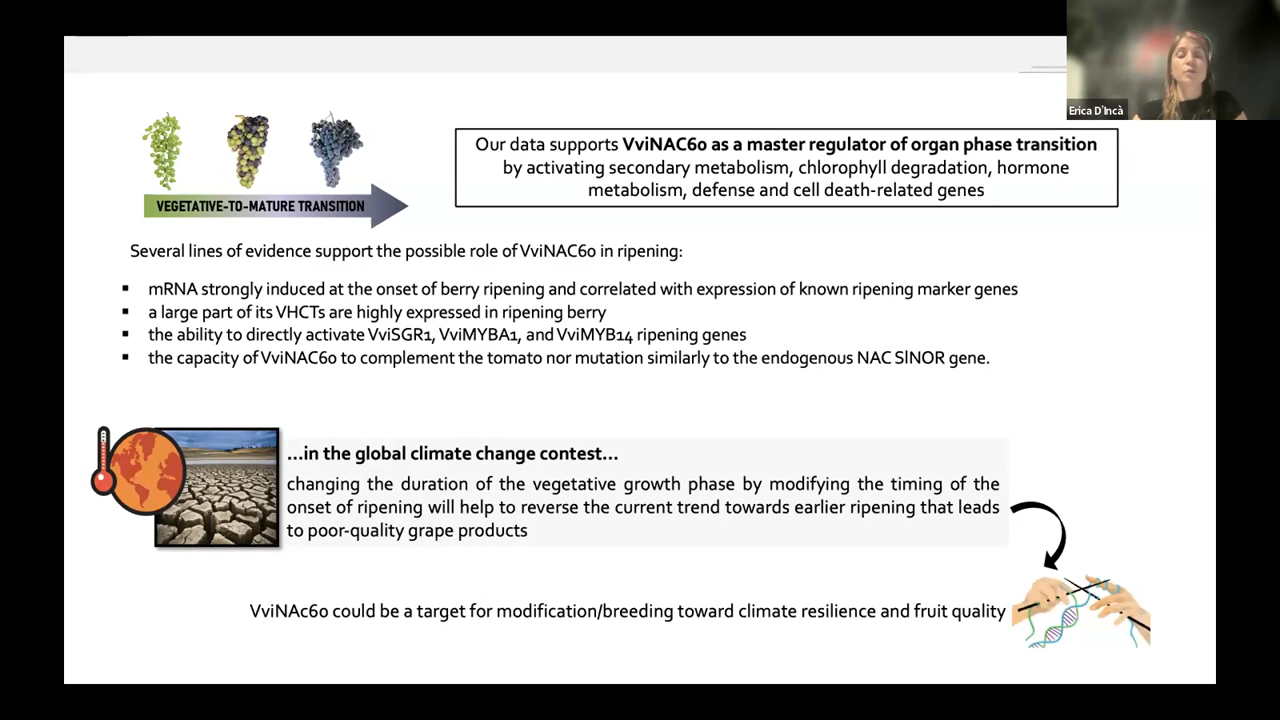 Erica D'Incà
Our data supports VviNAC60 as a master regulator of organ phase transition
by activating secondary metabolism, chlorophyll degradation, hormone
metabolism, defense and cell death-related genes
VEGETATIVE-TO-MATURE TRANSITION
Several lines of evidence support the possible role of VviNAC60 in ripening:
▪ mRNA strongly induced at the onset of berry ripening and correlated with expression of known ripening marker genes
▪ a large part of its VHCTs are highly expressed in ripening berry
▪ the ability to directly activate VviSGR1, VviMYBA1, and VviMYB14 ripening genes
▪ the capacity of VviNAC60 to complement the tomato nor mutation similarly to the endogenous NAC SlNOR gene.
...in the global climate change contest...
changing the duration of the vegetative growth phase by modifying the timing of the
onset of ripening will help to reverse the current trend towards earlier ripening that leads
to poor-quality grape products
VviNAc60 could be a target for modification/breeding toward climate resilience and fruit quality